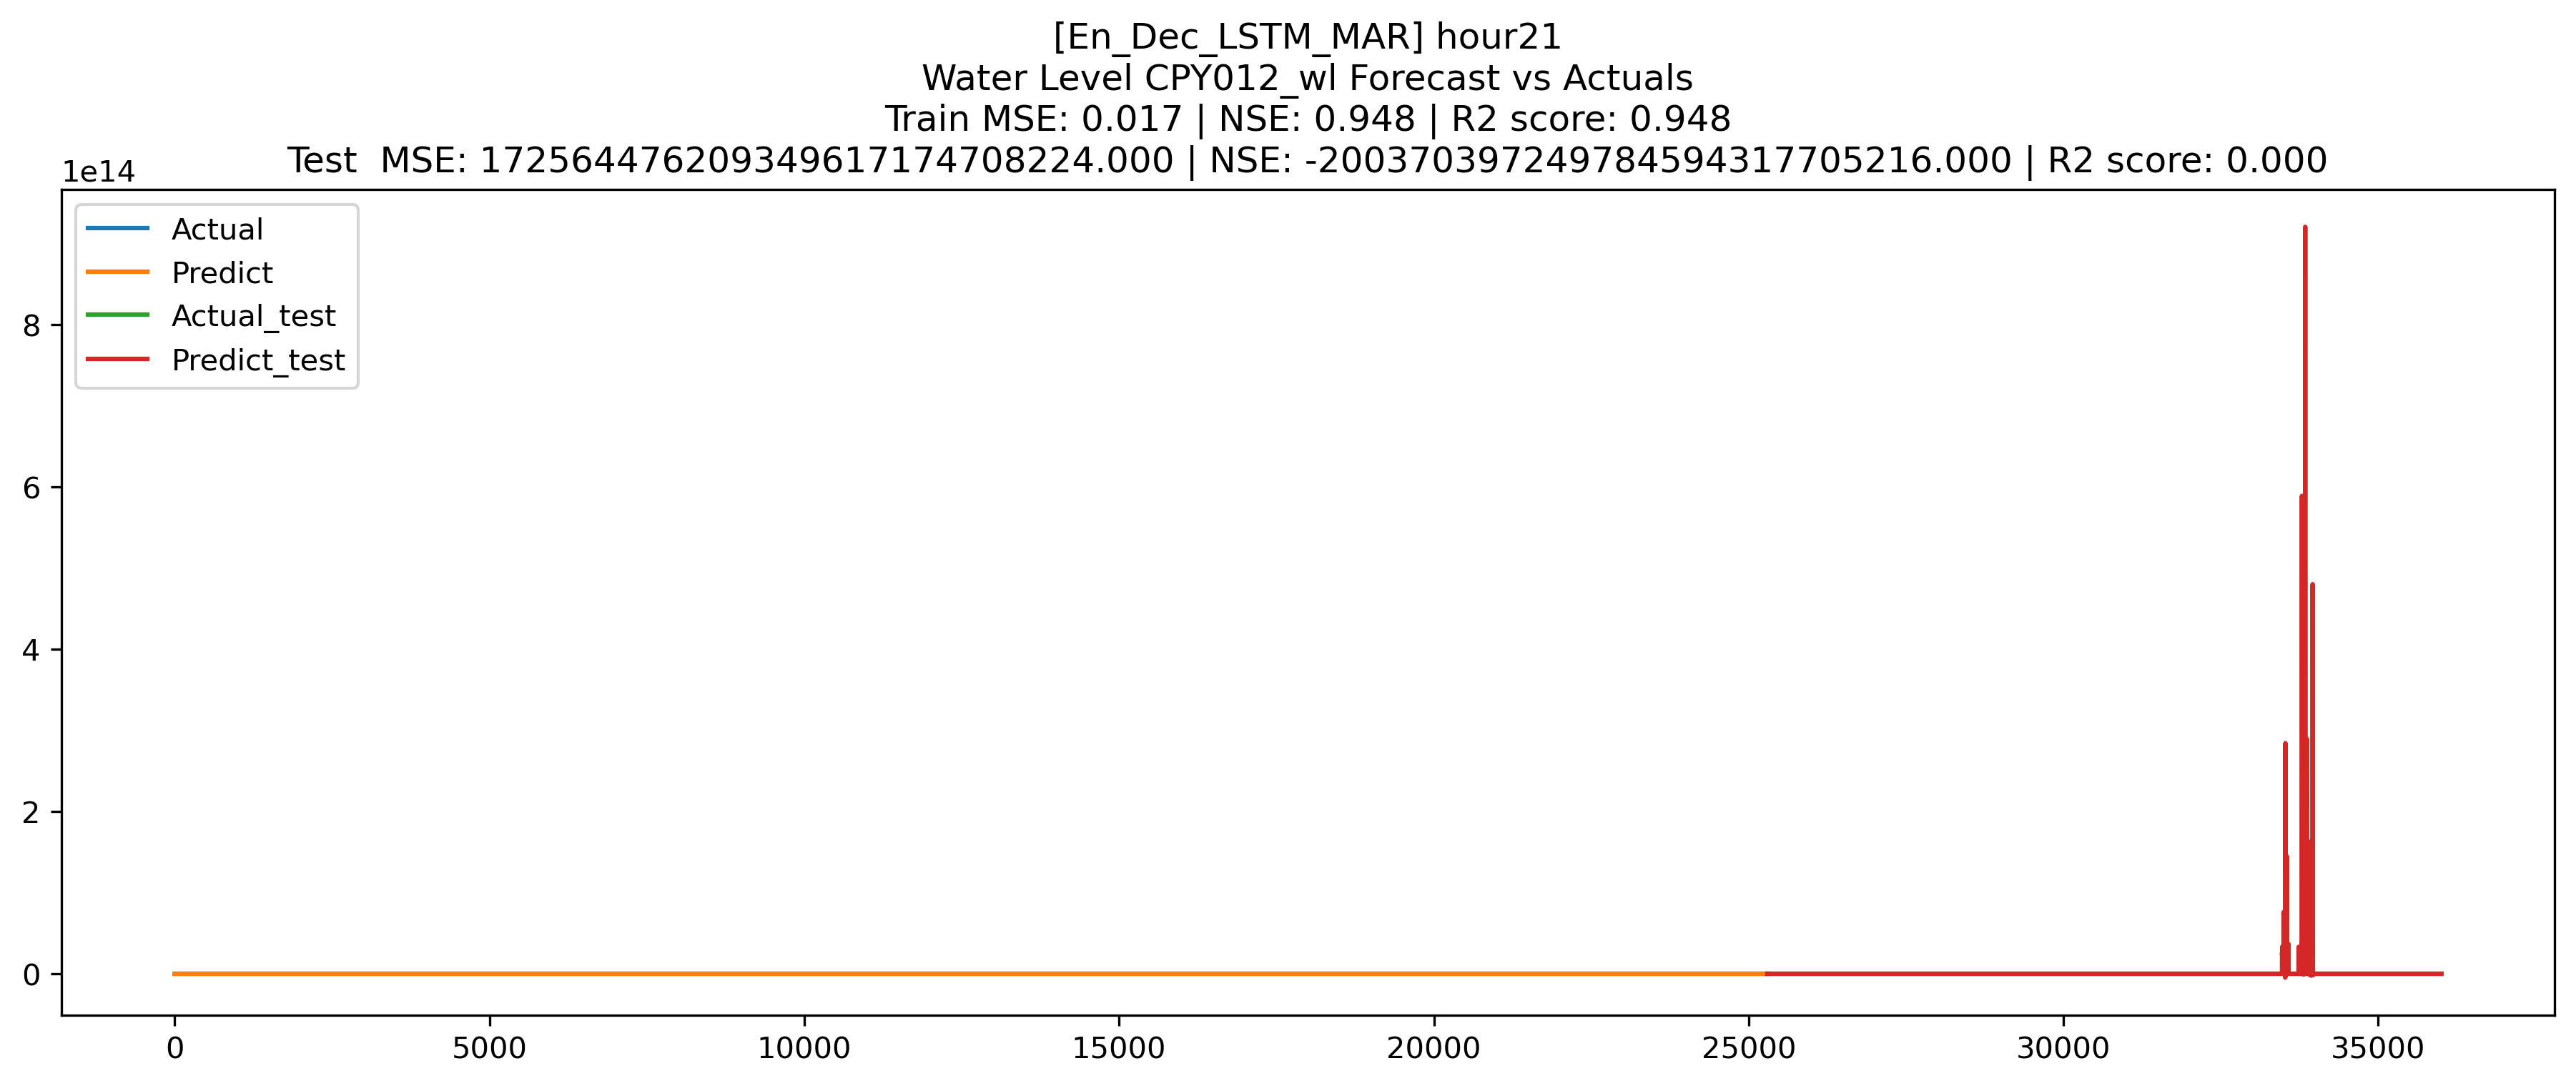 [En_Dec_LSTM_MAR] hour21
Water Level CPY012_wl Forecast vs Actuals
Train MSE: 0.017 | NSE: 0.948 | R2 score: 0.948
Test  MSE: 172564476209349617174708224.000 | NSE: -200370397249784594317705216.000 | R2 score: 0.000
1e14
Actual
Predict
Actual_test
Predict_test
8
6
4
2
0
0 5000 10000 15000 20000 25000 30000 35000